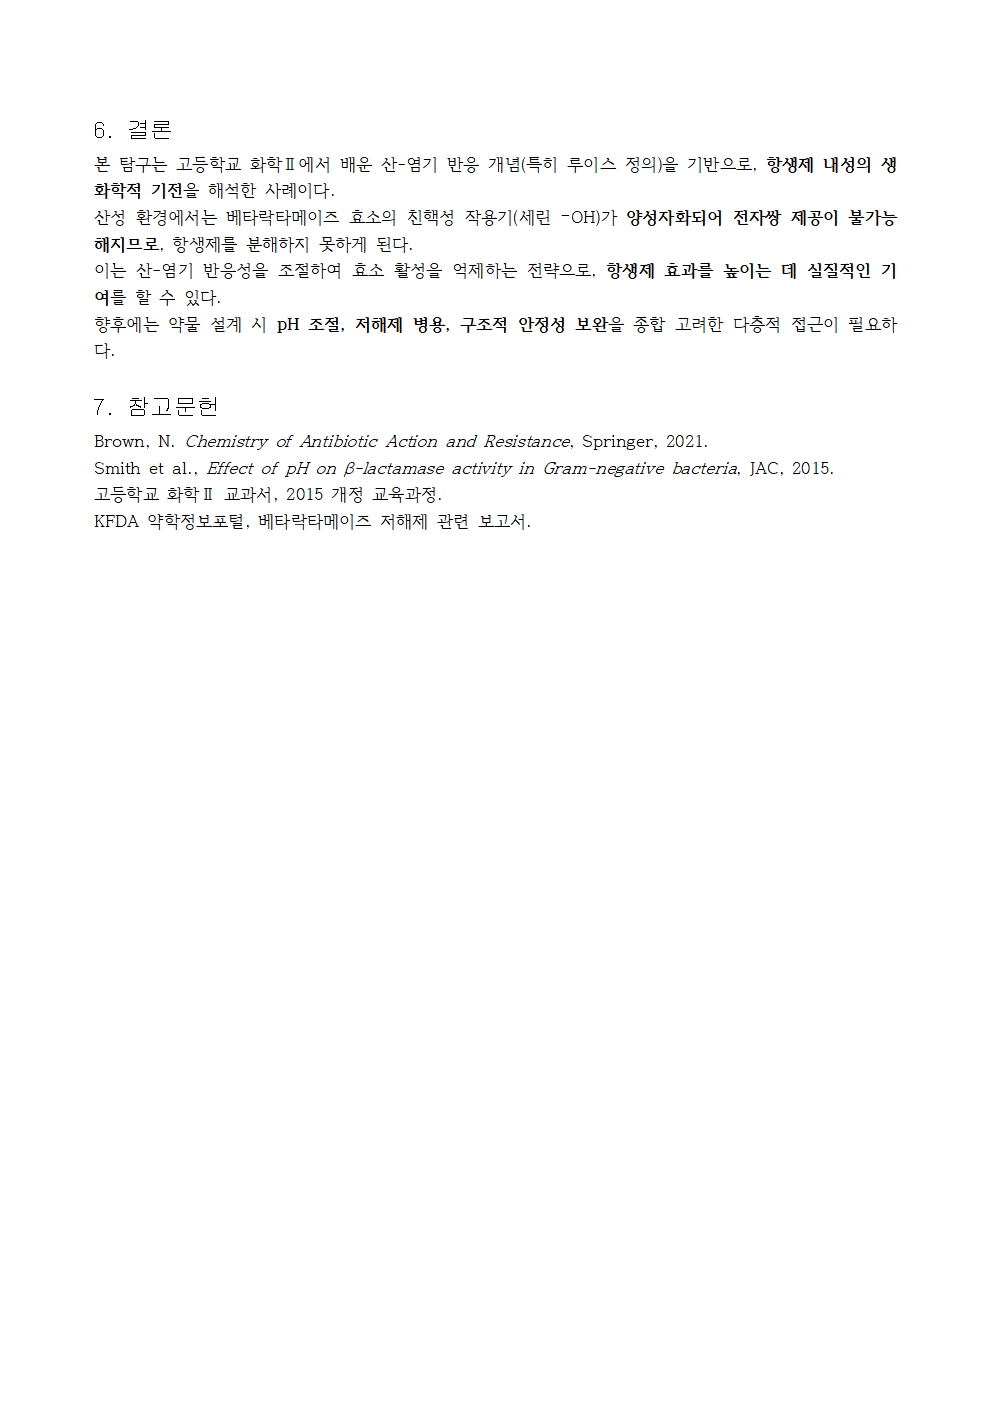 6. 결론
본 탐구는 고등학교 화학Ⅱ에서 배운 산-염기 반응 개념(특히 루이스 정의)을 기반으로, 항생제 내성의 생
화학적 기전을 해석한 사례이다.
산성 환경에서는 베타락타메이즈 효소의 친핵성 작용기(세린 -OH)가 양성자화되어 전자쌍 제공이 불가능
해지므로, 항생제를 분해하지 못하게 된다.
이는 산-염기 반응성을 조절하여 효소 활성을 억제하는 전략으로, 항생제 효과를 높이는 데 실질적인 기
여를 할 수 있다.
향후에는 약물 설계 시 pH 조절, 저해제 병용, 구조적 안정성 보완을 종합 고려한 다층적 접근이 필요하
다.
7. 참고문헌
Brown, N. Chemistry of Antibiotic Action and Resistance, Springer, 2021.
Smith et al., Effect of pH on β-lactamase activity in Gram-negative bacteria, JAC, 2015.
고등학교 화학Ⅱ 교과서, 2015 개정 교육과정.
KFDA 약학정보포털, 베타락타메이즈 저해제 관련 보고서.